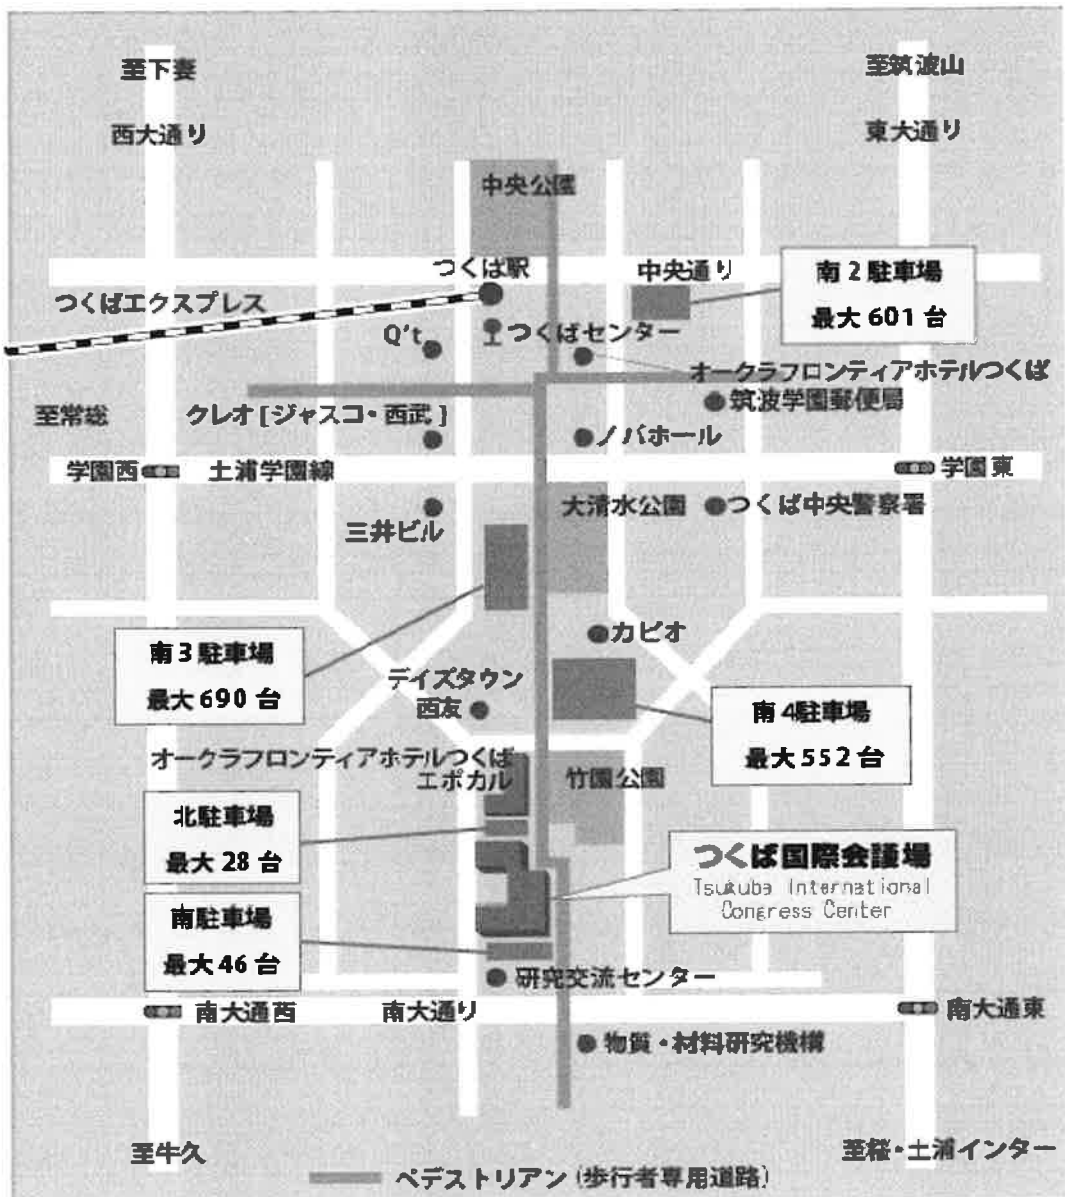 至下妻
至筑波山
西大通り
東大通り
中央公園
つくば駅
中央通り
南2駐車場
最大601台
つくばエクスプレス
Q't
つくばセンター
オークラフロンティアホテルつくば
筑波学園郵便局
至常総
クレオ[ジャスコ・西武]
ノバホール
学園西
土浦学園線
学園東
大清水公園
つくば中央警察署
三井ビル
カピオ
南3駐車場
最大690台
デイズタウン
西友
南4駐車場
最大552台
オークラフロンティアホテルつくば
エポカル
竹園公園
北駐車場
最大28台
つくば国際会議場
Tsukuba International
Congress Center
南駐車場
最大46台
研究交流センター
南大通西
南大通り
南大通東
物質・材料研究機構
至牛久
至桜・土浦インター
ペデストリアン(歩行者専用道路)